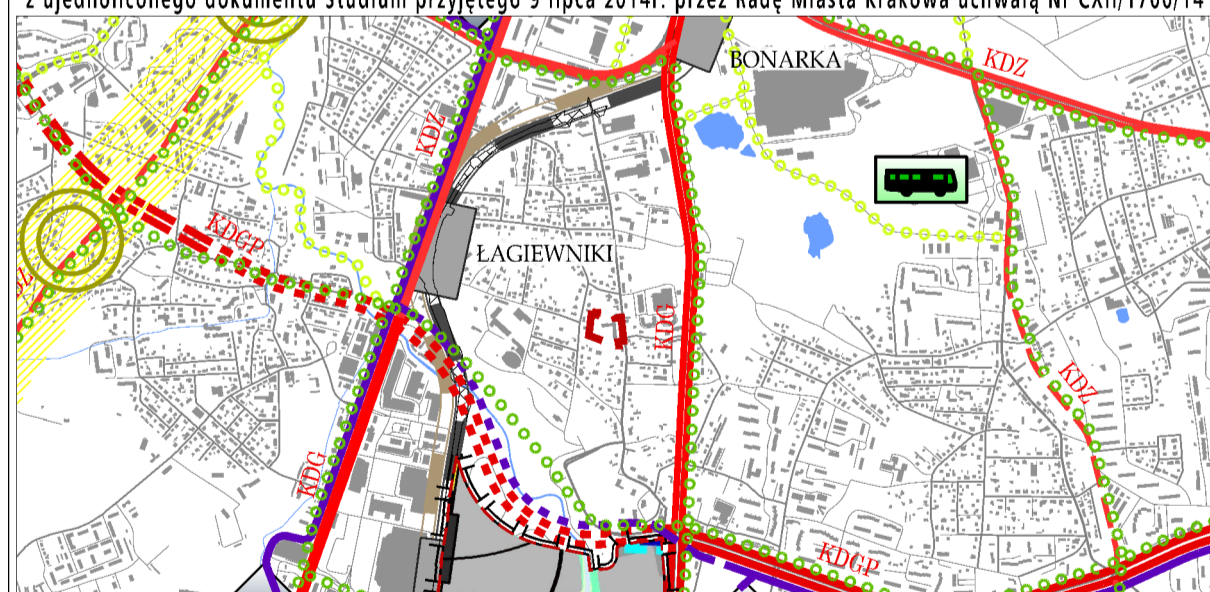 z ujednoliconego dokumentu Studium przyjętego 9 lipca 2014r. przez Radę Miasta Krakowa uchwałą Nr CXII/1700/14
BONARKA
KDZ
KDZ
KDGP
ŁAGIEWNIKI
KDG
KDZ
KDG
KDGP